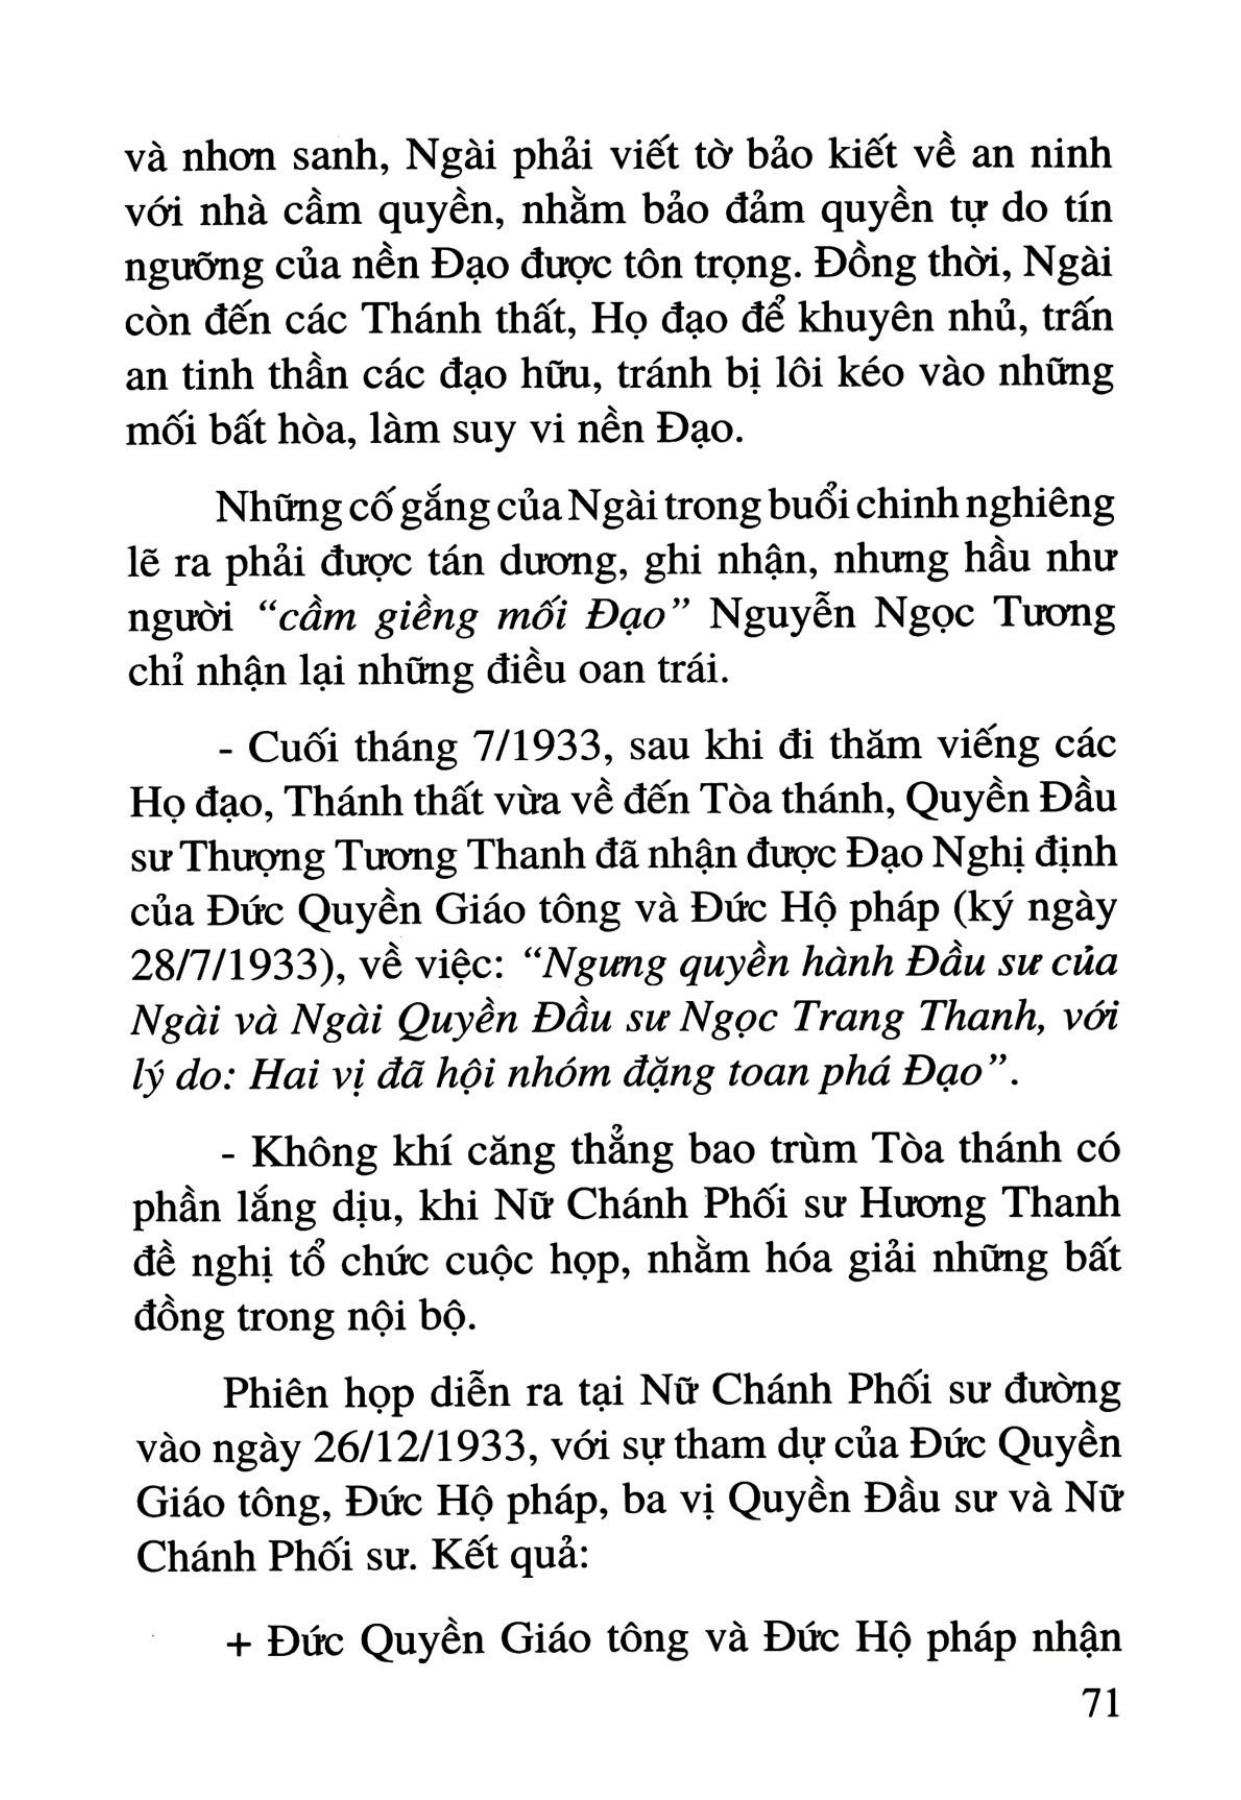 và nhơn sanh, Ngài phải viết tờ bảo kiết về an ninh
với nhà cầm quyền, nhằm bảo đảm quyền tự do tín
ngưỡng của nền Đạo được tôn trọng. Đồng thời, Ngài
còn đến các Thánh thất, Họ đạo để khuyên nhủ, trấn
an tinh thần các đạo hữu, tránh bị lôi kéo vào những
mối bất hòa, làm suy vi nền Đạo.
Những cố gắng của Ngài trong buổi chinh nghiêng
lẽ ra phải được tán dương, ghi nhận, nhưng hầu như
người “cầm giềng mối Đạo” Nguyễn Ngọc Tương
chỉ nhận lại những điều oan trái.
- Cuối tháng 7/1933, sau khi đi thăm viếng các
Họ đạo, Thánh thất vừa về đến Tòa thánh, Quyền Đầu
sư Thượng Tương Thanh đã nhận được Đạo Nghị định
của Đức Quyền Giáo tông và Đức Hộ pháp (ký ngày
28/7/1933), về việc: “Ngưng quyền hành Đầu sư của
Ngài và Ngài Quyền Đầu sư Ngọc Trang Thanh, với
lý do: Hai vị đã hội nhóm đặng toan phá Đạo”.
- Không khí căng thẳng bao trùm Tòa thánh có
phần lắng dịu, khi Nữ Chánh Phối sư Hương Thanh
đề nghị tổ chức cuộc họp, nhằm hóa giải những bất
đồng trong nội bộ.
Phiên họp diễn ra tại Nữ Chánh Phối sư đường
vào ngày 26/12/1933, với sự tham dự của Đức Quyền
Giáo tông, Đức Hộ pháp, ba vị Quyền Đầu sư và Nữ
Chánh Phối sư. Kết quả:
+ Đức Quyền Giáo tông và Đức Hộ pháp nhận
71